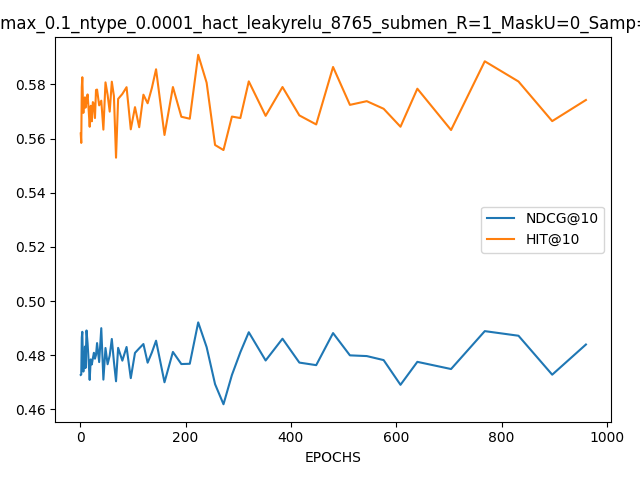 max_0.1_ntype_0.0001_hact_leakyrelu_8765_submen_R=1_MaskU=0_Samp=
0.58
0.56
0.54
0.52
0.50
0.48
0.46
NDCG@10
HIT@10
0 200 400 600 800 1000
EPOCHS